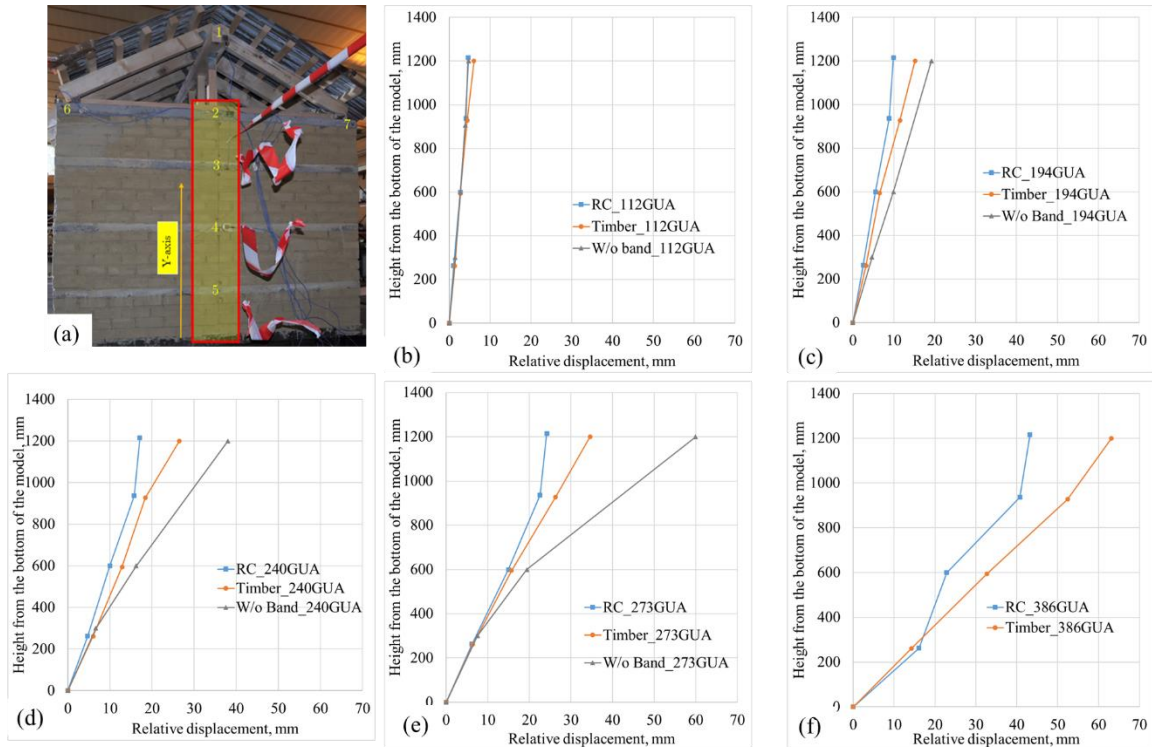 1
6
2
7
3
4
5
Y-axis
(a)
Height from the bottom of the model, mm
1400
1200
1000
800
600
400
200
0
RC_112GUA
Timber_112GUA
W/o band_112GUA
0 10 20 30 40 50 60 70
Relative displacement, mm
(b)
Height from the bottom of the model, mm
1400
1200
1000
800
600
400
200
0
RC_194GUA
Timber_194GUA
W/o Band_194GUA
0 10 20 30 40 50 60 70
Relative displacement, mm
(c)
Height from the bottom of the model, mm
1400
1200
1000
800
600
400
200
0
RC_240GUA
Timber_240GUA
W/o Band_240GUA
0 10 20 30 40 50 60 70
Relative displacement, mm
(d)
Height from the bottom of the model, mm
1400
1200
1000
800
600
400
200
0
RC_273GUA
Timber_273GUA
W/o Band_273GUA
0 10 20 30 40 50 60 70
Relative displacement, mm
(e)
Height from the bottom of the model, mm
1400
1200
1000
800
600
400
200
0
RC_386GUA
Timber_386GUA
0 10 20 30 40 50 60 70
Relative displacement, mm
(f)